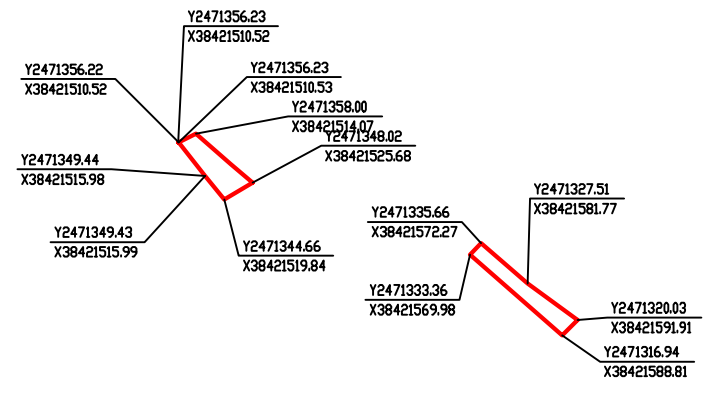 Y2471356.23
X38421510.52
Y2471356.22
X38421510.52
Y2471356.23
X38421510.53
Y2471358.00
X38421514.07
Y2471348.02
X38421525.68
Y2471349.44
X38421515.98
Y2471349.43
X38421515.99
Y2471344.66
X38421519.84
Y2471327.51
X38421581.77
Y2471335.66
X38421572.27
Y2471333.36
X38421569.98
Y2471320.03
X38421591.91
Y2471316.94
X38421588.81